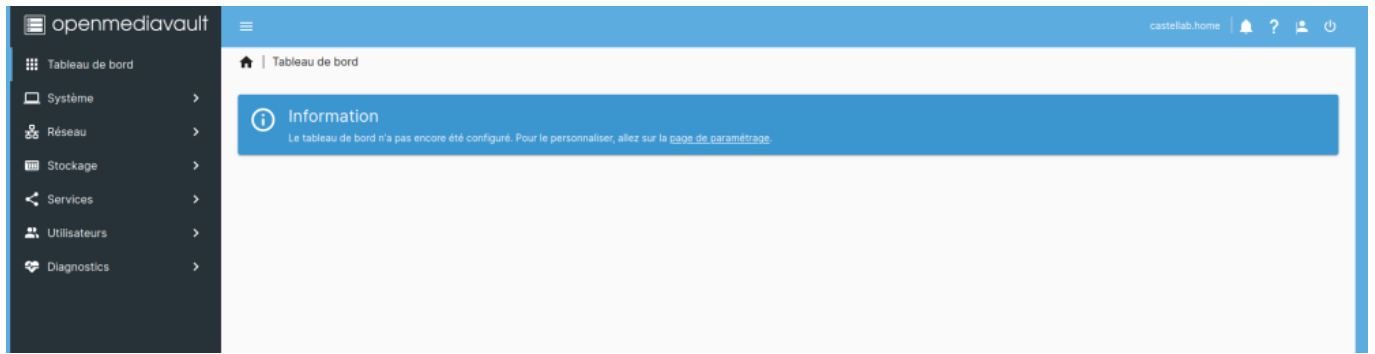 openmediavault
castellab.home
Tableau de bord
Tableau de bord
Système
Réseau
Stockage
Services
Utilisateurs
Diagnostics
Information
Le tableau de bord n'a pas encore été configuré. Pour le personnaliser, allez sur la page de paramétrage.